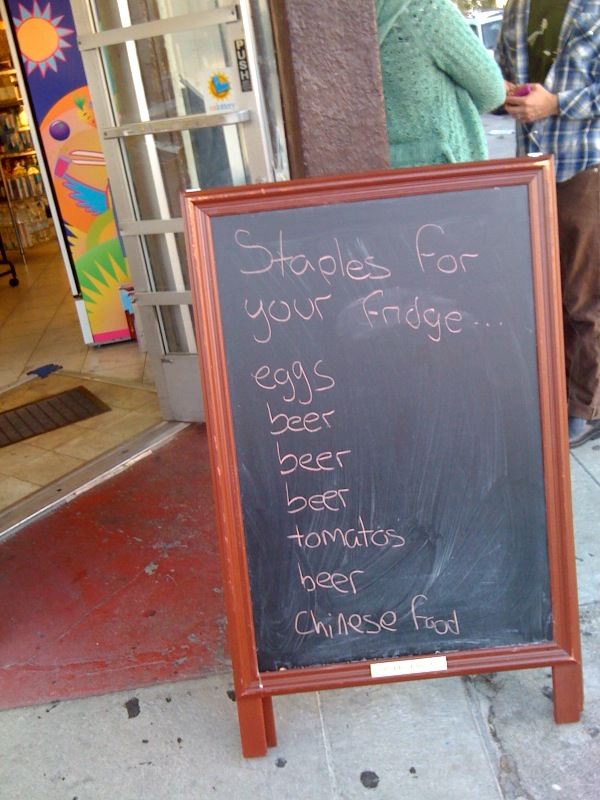 PUSH
Staples for
your fridge...
eggs
beer
beer
beer
tomatos
beer
Chinese food